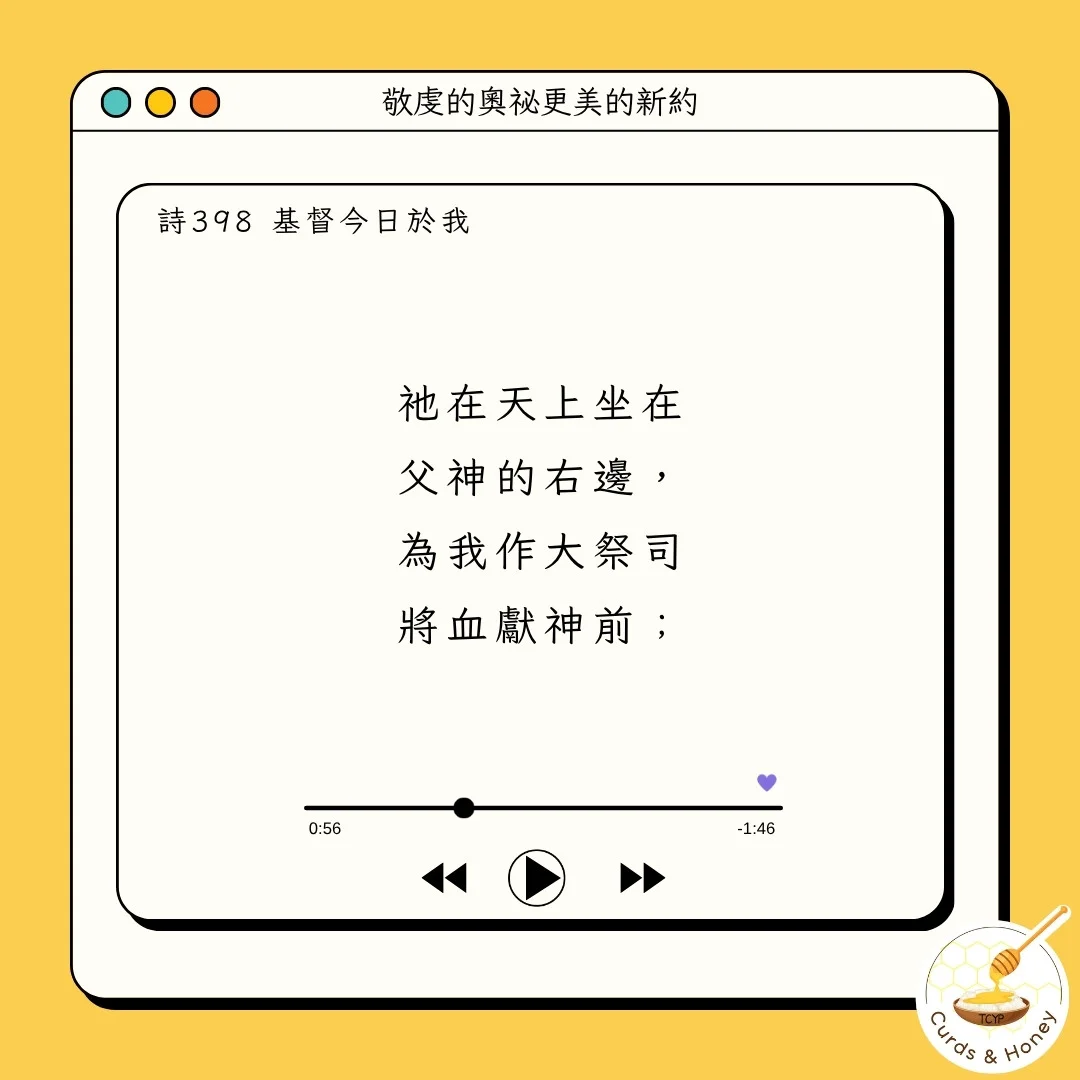 敬虔的奧祕更美的新約
詩398 基督今日於我
祂在天上坐在
父神的右邊，
為我作大祭司
將血獻神前；
0:56
-1:46
TCYP
Curds & Honey